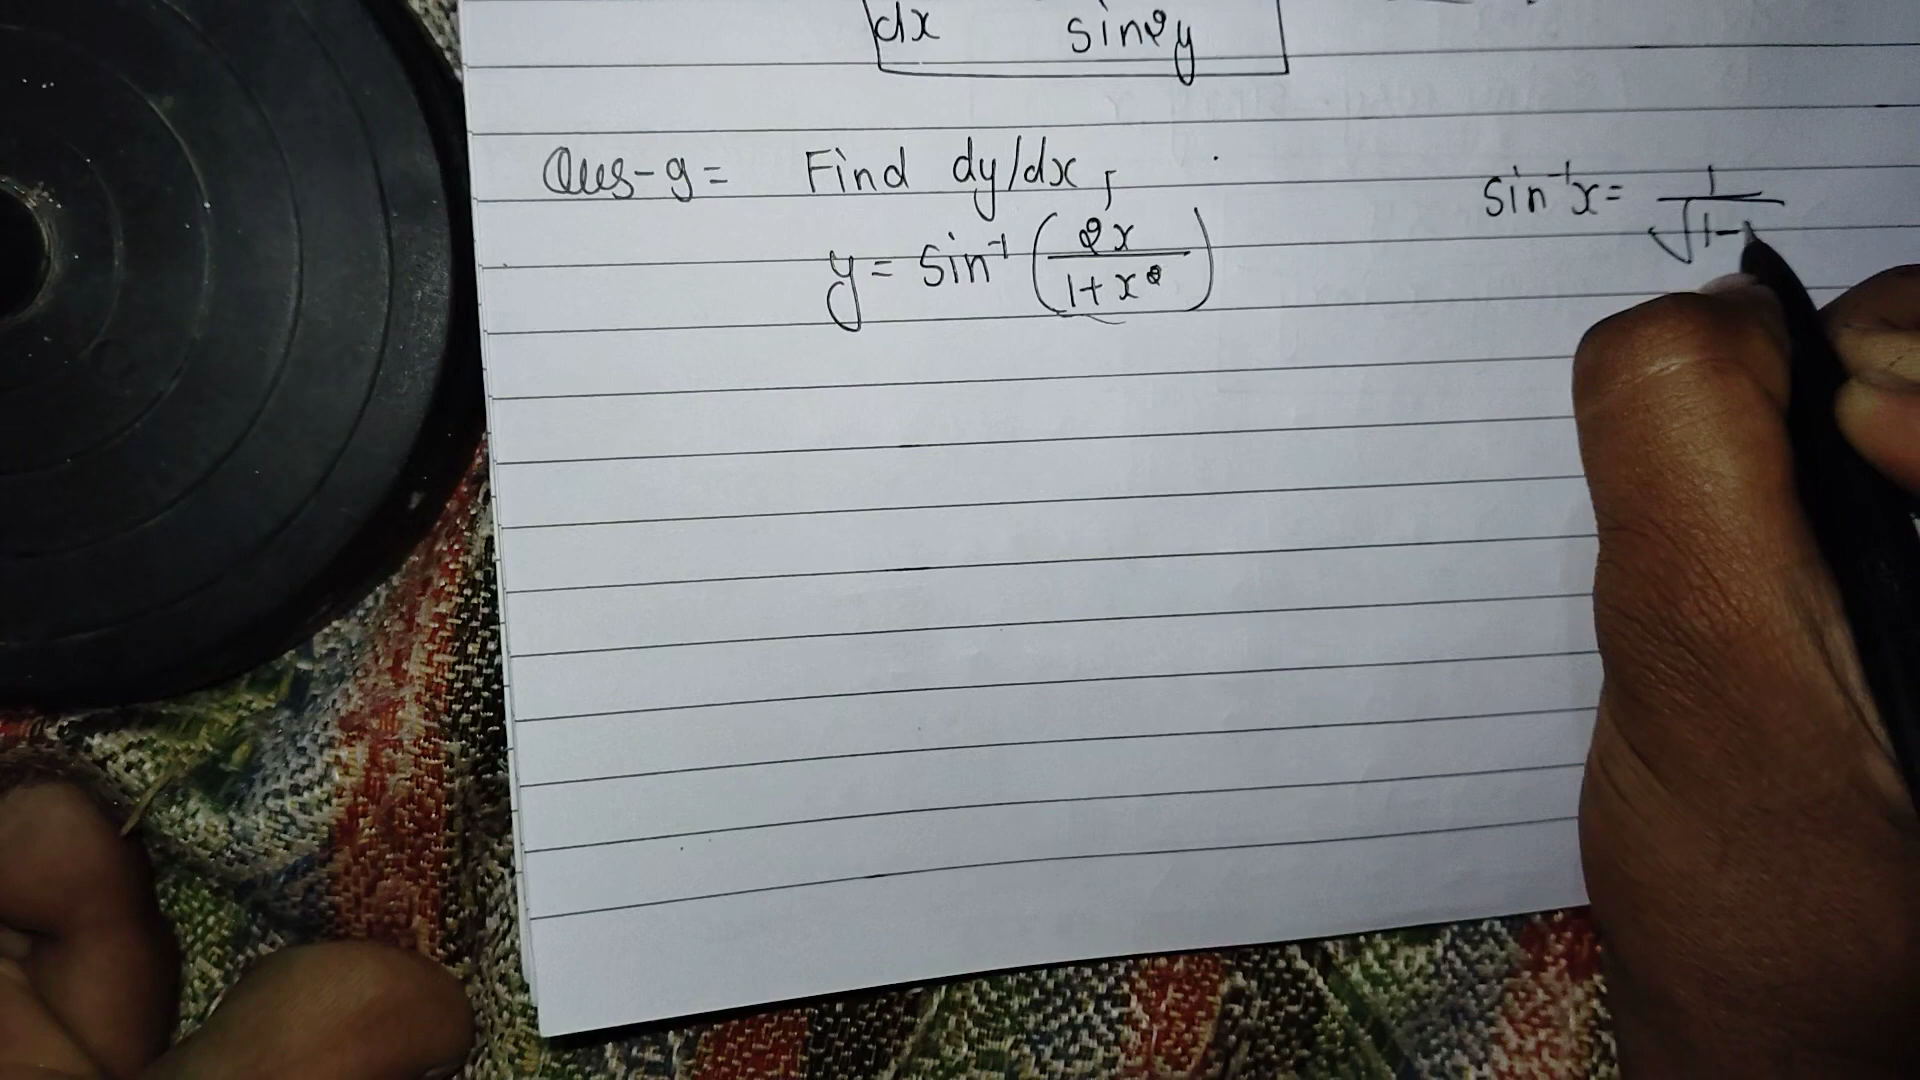 dx sin2y
Ques-9= Find dy/dx,
y = sin⁻¹ (2x / 1+x²)
sin⁻¹x = 1 / √1-